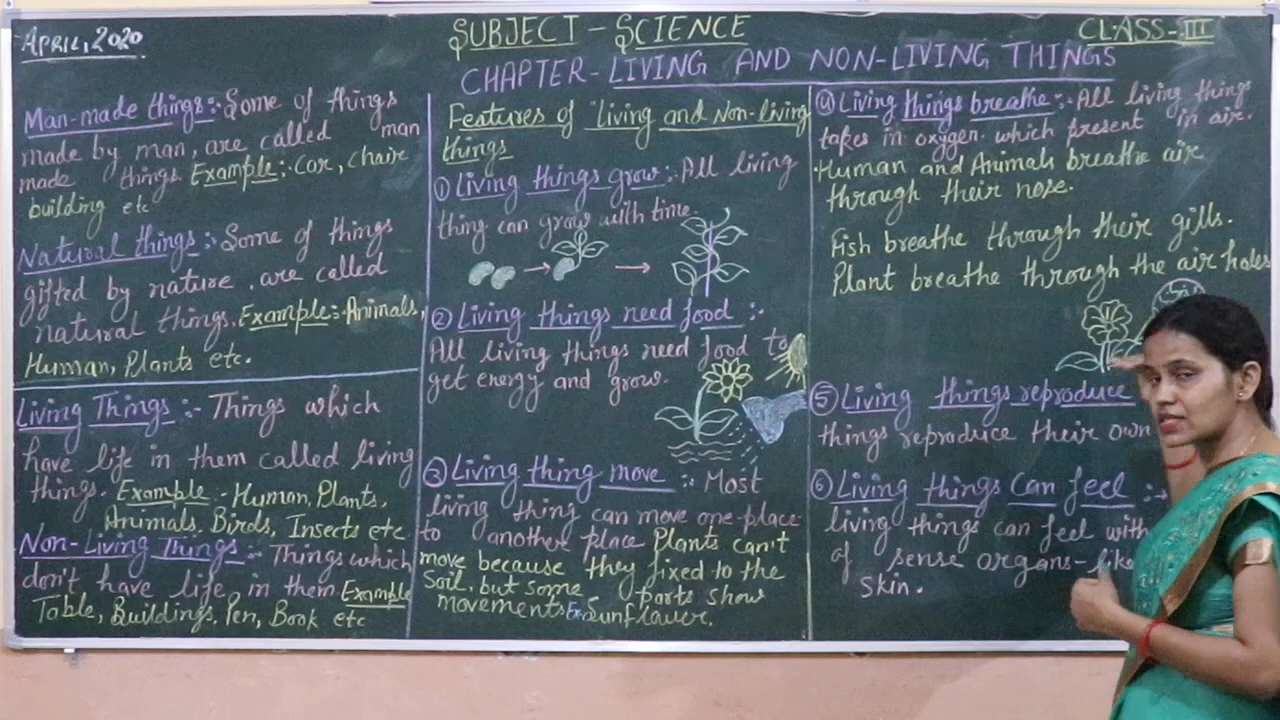 APRIL, 2020
SUBJECT - SCIENCE
CLASS-III
CHAPTER- LIVING AND NON-LIVING THINGS
Man-made things:- Some of things
made by man, are called man
made things. Example:- Car, Chair
building etc
Natural things:- Some of things
gifted by nature, are called
natural things. Example:- Animals,
Human, Plants etc.
Living Things:- Things which
have life in them called living
things. Example - Human, Plants,
Animals, Birds, Insects etc
Non-Living Things:- Things which
don't have life in them Example
Table, Buildings, Pen, Book etc
Features of living and Non-living
things
① Living things grow:- All living
thing can grow with time.
② Living things need food:-
All living things need food to
get energy and grow.
③ Living thing move:- Most
living thing can move one place
to another place Plants can't
move because they fixed to the
Soil, but some parts show
movements Ex- Sunflower.
④ Living things breathe:- All living things
takes in oxygen which present in air.
Human and Animals breathe air
through their nose.
Fish breathe through their gills.
Plant breathe through the air holes
⑤ Living things reproduce
things reproduce their own
⑥ Living things Can feel:-
living things can feel with
of sense organs- like
Skin.